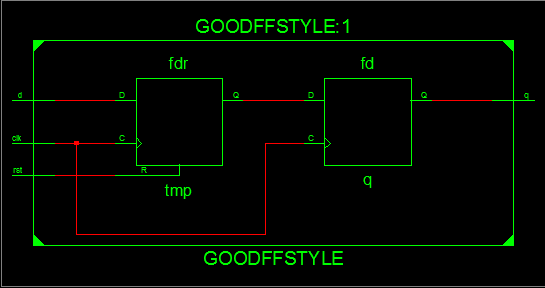 GOODFFSTYLE:1
fdr fd
d D Q D Q q
clk C C
rst R
tmp q
GOODFFSTYLE